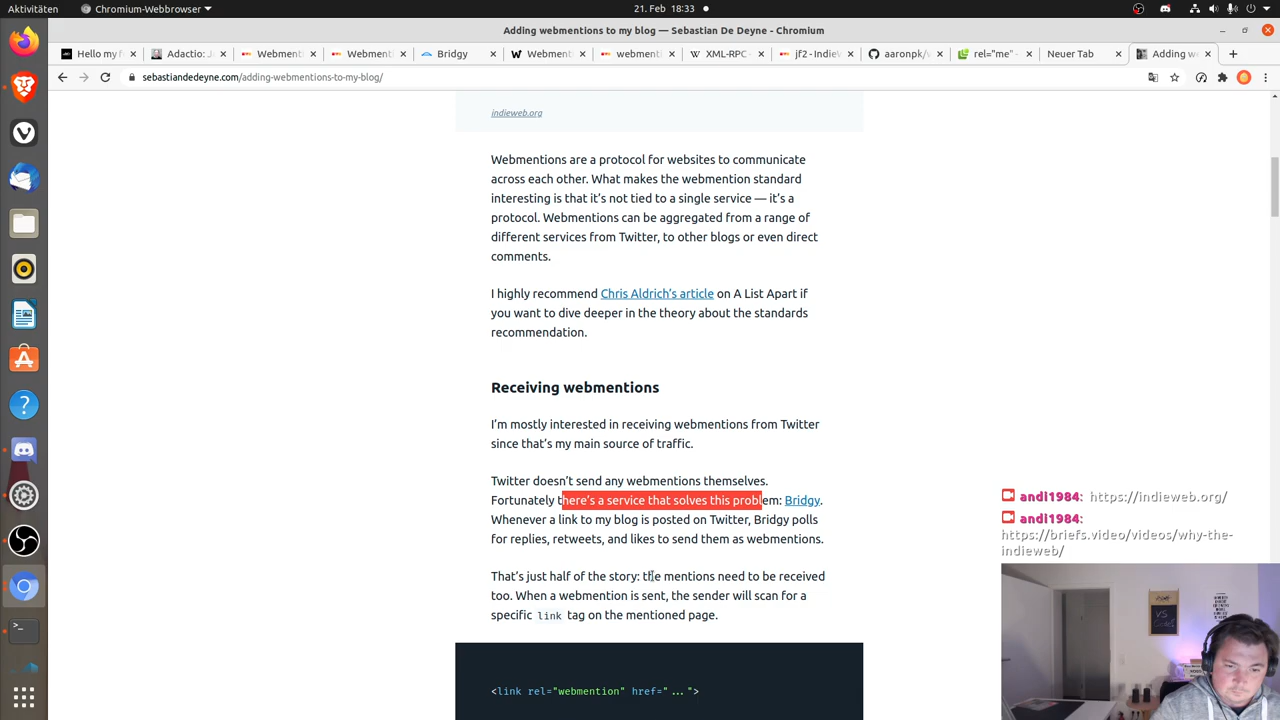 Aktivitäten
Chromium-Webbrowser
21. Feb 18:33
Adding webmentions to my blog — Sebastian De Deyne - Chromium
Hello my f
Adactio: J
Webment
Webment
Bridgy
Webment
webment
XML-RPC -
jf2 - IndieW
aaronpk/
rel="me" -
Neuer Tab
Adding w
sebastiandedeyne.com/adding-webmentions-to-my-blog/
indieweb.org
Webmentions are a protocol for websites to communicate
across each other. What makes the webmention standard
interesting is that it’s not tied to a single service — it’s a
protocol. Webmentions can be aggregated from a range of
different services from Twitter, to other blogs or even direct
comments.
I highly recommend Chris Aldrich’s article on A List Apart if
you want to dive deeper in the theory about the standards
recommendation.
Receiving webmentions
I’m mostly interested in receiving webmentions from Twitter
since that’s my main source of traffic.
Twitter doesn’t send any webmentions themselves.
Fortunately there’s a service that solves this problem: Bridgy.
Whenever a link to my blog is posted on Twitter, Bridgy polls
for replies, retweets, and likes to send them as webmentions.
That’s just half of the story: the mentions need to be received
too. When a webmention is sent, the sender will scan for a
specific link tag on the mentioned page.
<link rel="webmention" href="...">
andi1984: https://indieweb.org/
andi1984:
https://briefs.video/videos/why-the-
indieweb/
VS